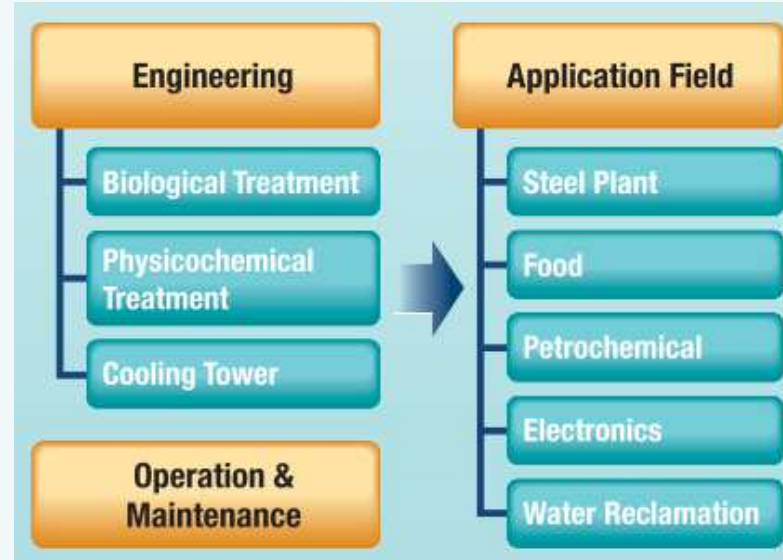 Engineering
Biological Treatment
Physicochemical
Treatment
Cooling Tower
Operation &
Maintenance
Application Field
Steel Plant
Food
Petrochemical
Electronics
Water Reclamation